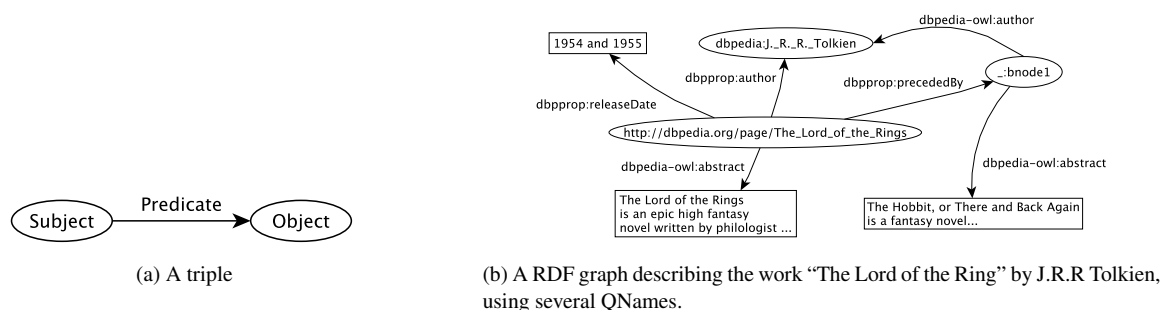 Subject
Predicate
Object
(a) A triple
dbpedia-owl:author
1954 and 1955
dbpedia:J._R._R._Tolkien
_:bnode1
dbpprop:author
dbpprop:precededBy
dbpprop:releaseDate
http://dbpedia.org/page/The_Lord_of_the_Rings
dbpedia-owl:abstract
dbpedia-owl:abstract
The Lord of the Rings
is an epic high fantasy
novel written by philologist ...
The Hobbit, or There and Back Again
is a fantasy novel...
(b) A RDF graph describing the work “The Lord of the Ring” by J.R.R Tolkien,
using several QNames.